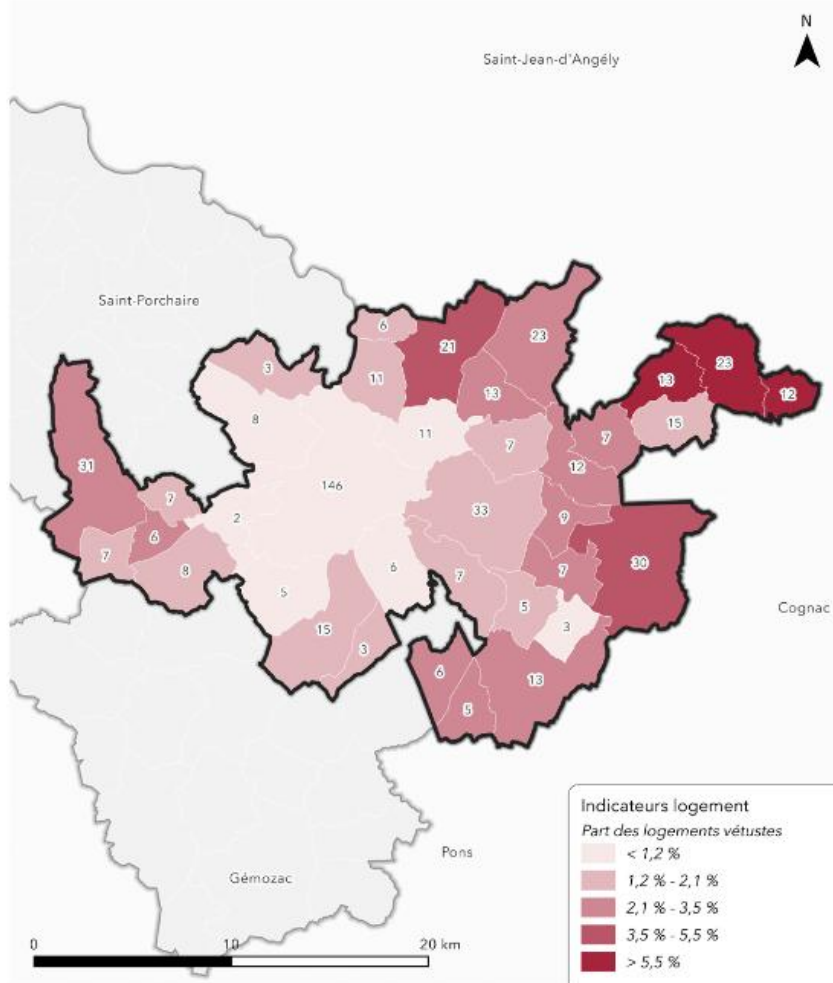 N
Saint-Jean-d'Angély
Saint-Porchaire
6
21
23
3
11
13
13
23
12
8
11
7
7
15
31
146
12
7
33
2
9
6
7
8
6
7
30
5
7
5
15
3
3
Cognac
6
13
5
Pons
Gémozac
0 10 20 km
Indicateurs logement
Part des logements vétustes
< 1,2 %
1,2 % - 2,1 %
2,1 % - 3,5 %
3,5 % - 5,5 %
> 5,5 %